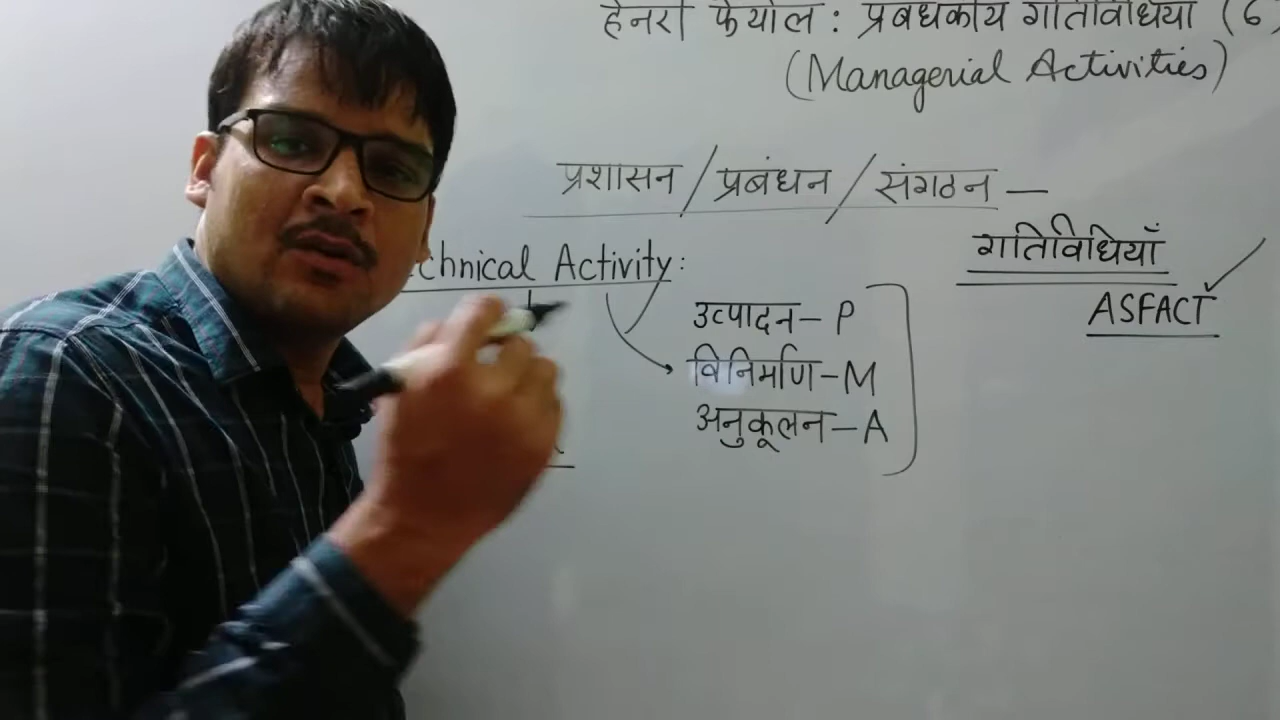 हेनरी फेयोल : प्रबंधकीय गतिविधियाँ (6)
(Managerial Activities)
प्रशासन / प्रबंधन / संगठन —
गतिविधियाँ
ASFACT
chnical Activity :
उत्पादन – P
विनिर्माण – M
अनुकूलन – A